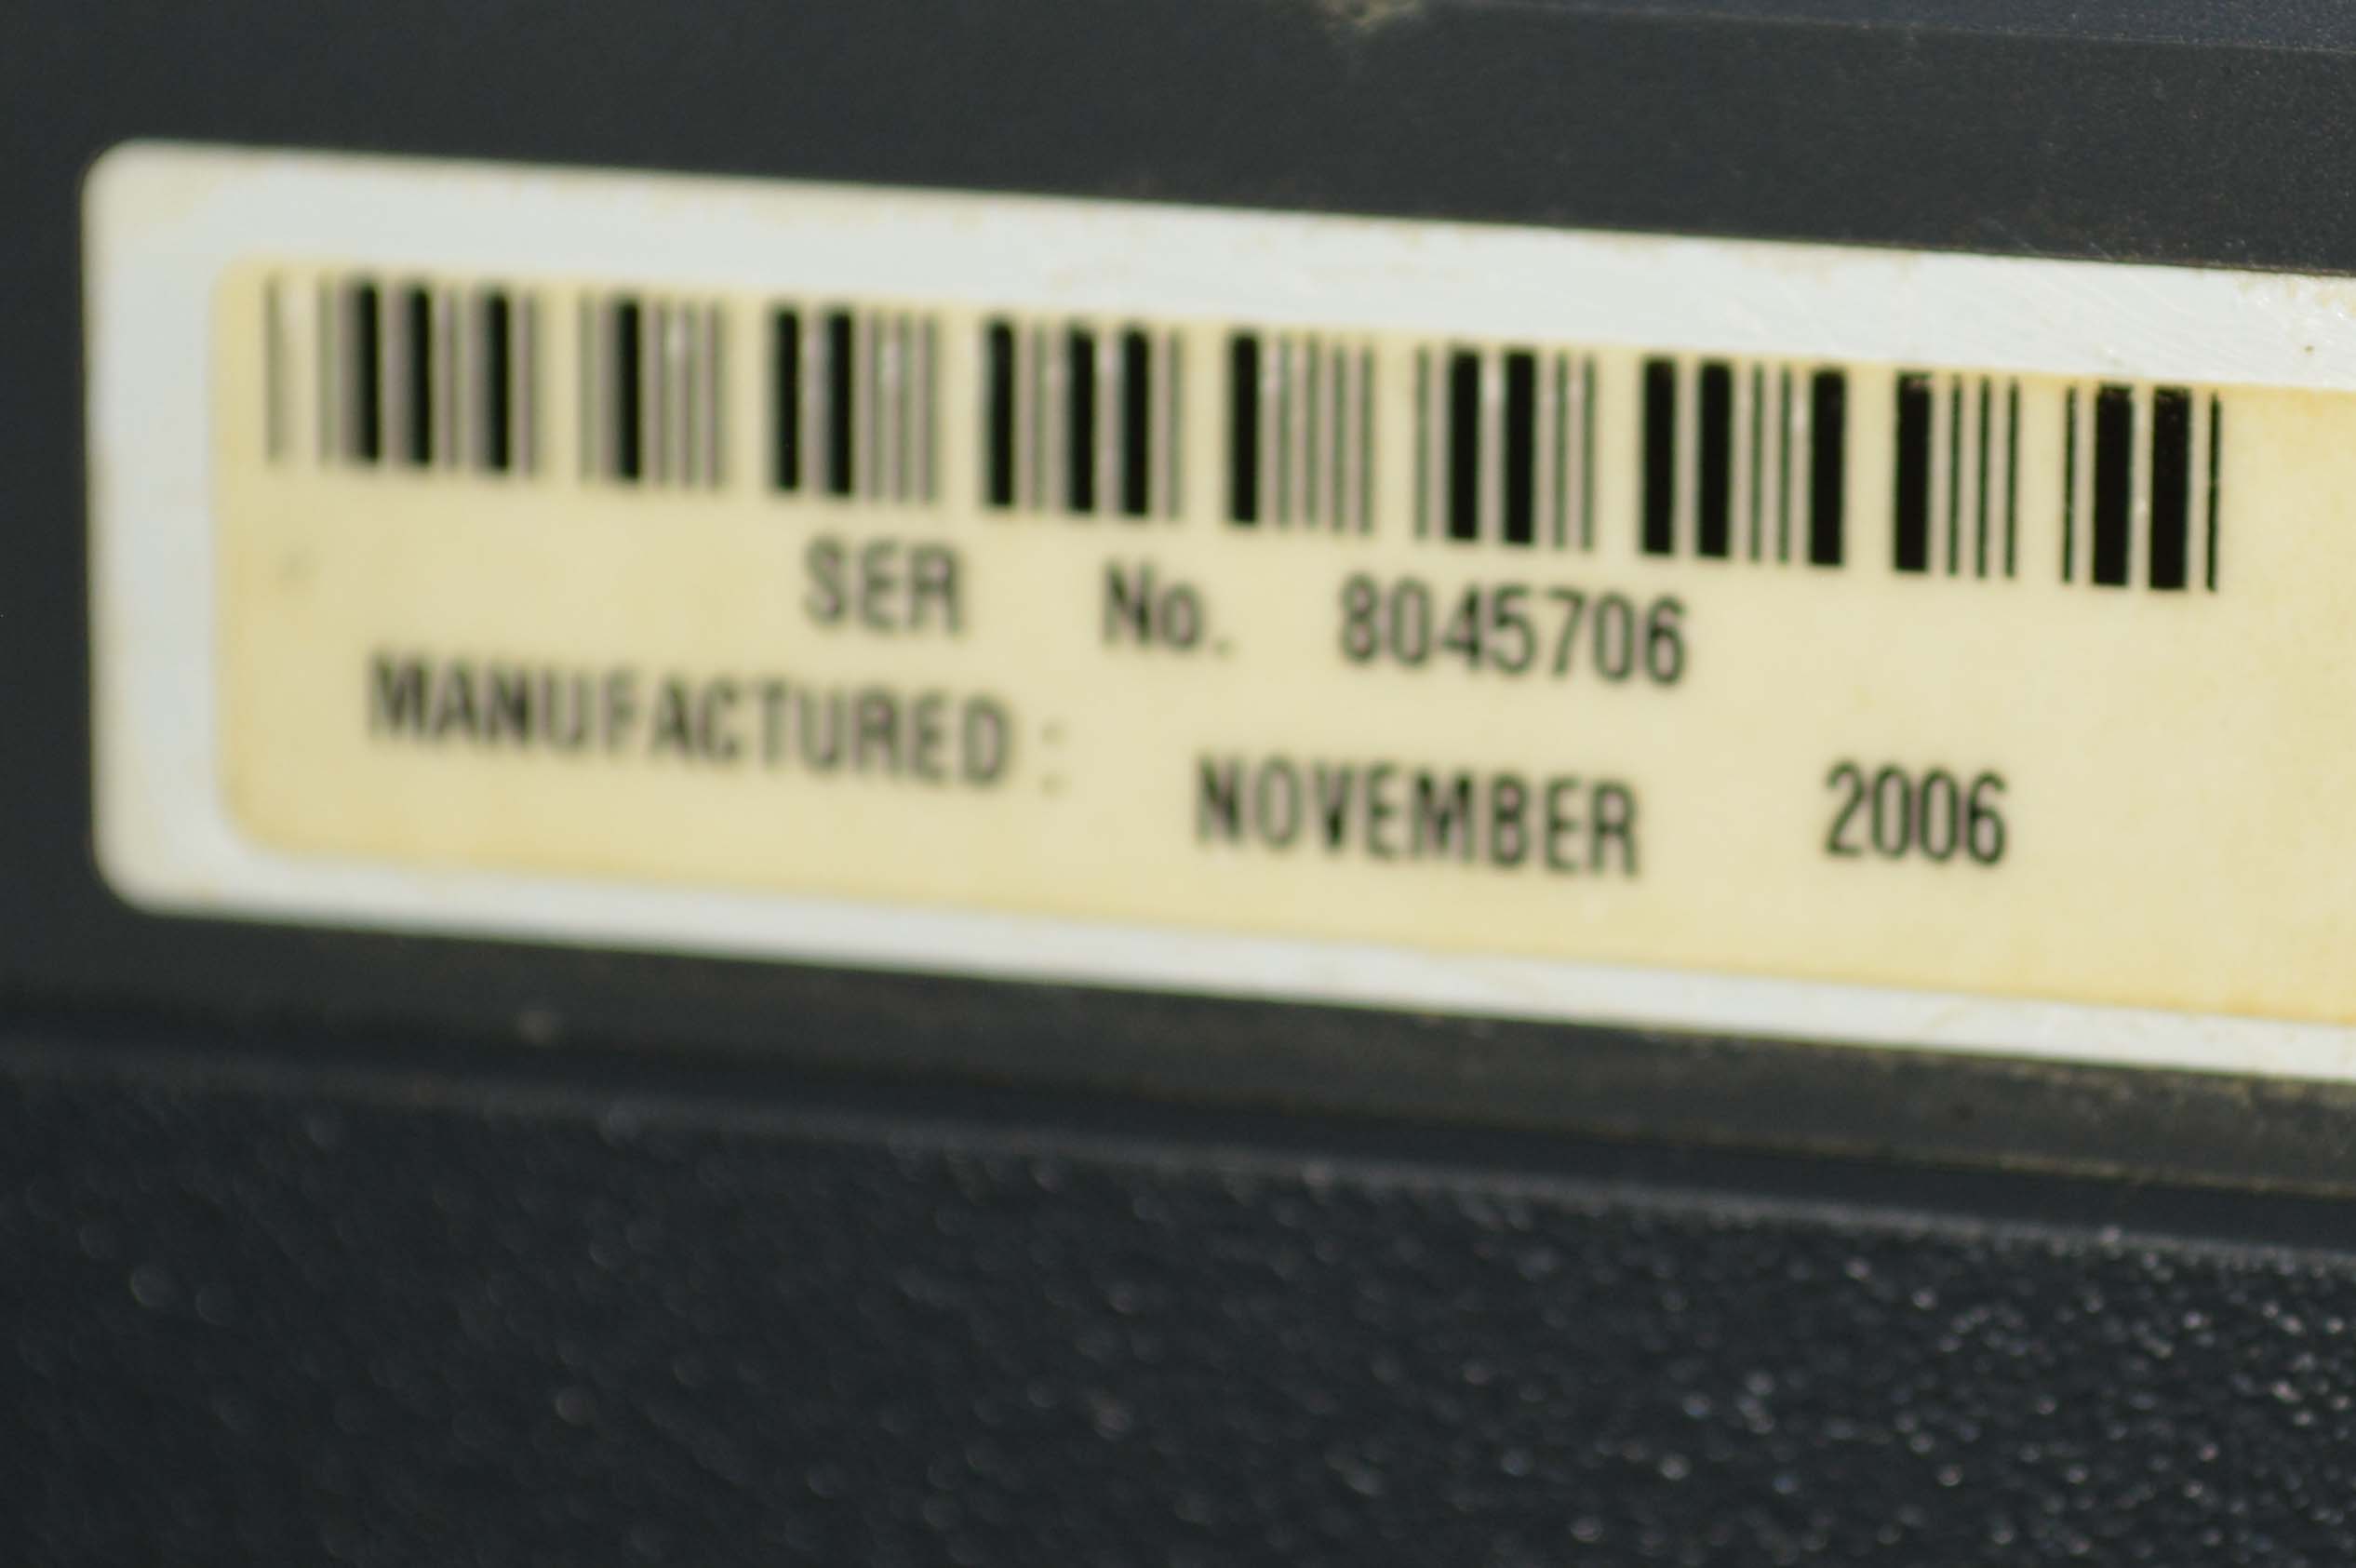 SER No. 8045706
MANUFACTURED : NOVEMBER 2006